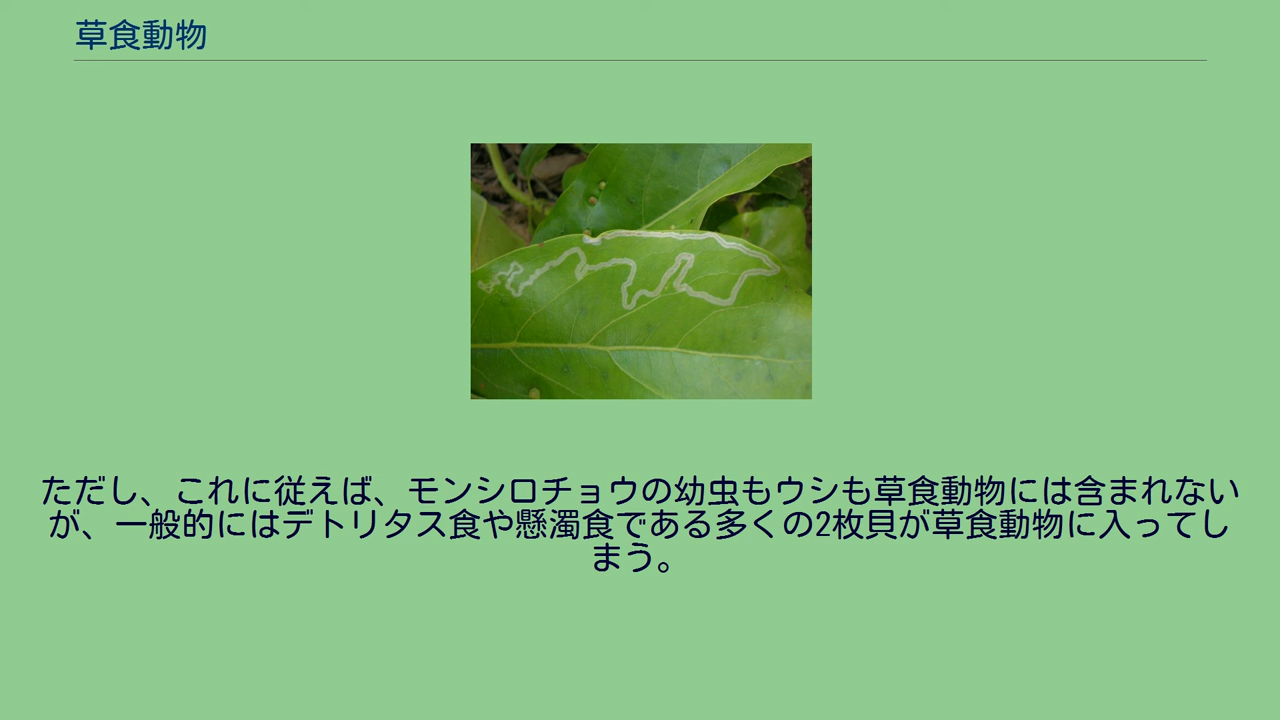 草食動物
ただし、これに従えば、モンシロチョウの幼虫もウシも草食動物には含まれない
が、一般的にはデトリタス食や懸濁食である多くの2枚貝が草食動物に入ってし
まう。